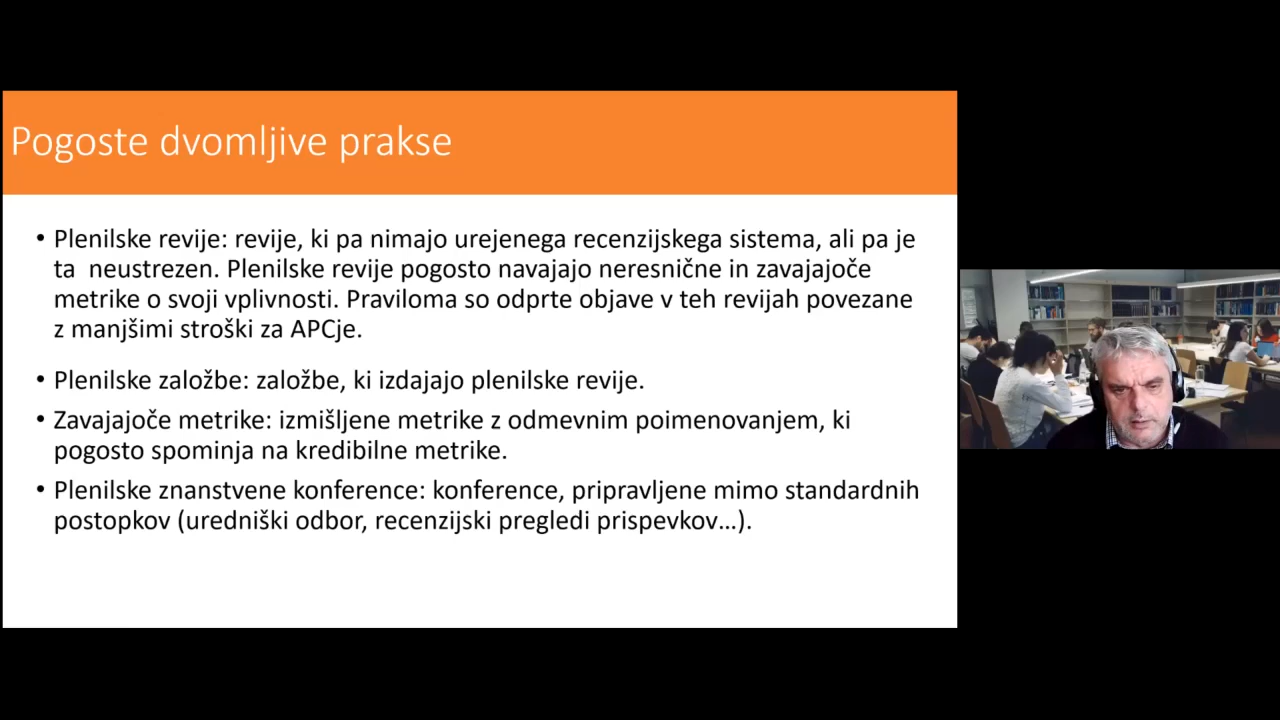 Pogoste dvomljive prakse
• Plenilske revije: revije, ki pa nimajo urejenega recenzijskega sistema, ali pa je
ta  neustrezen. Plenilske revije pogosto navajajo neresnične in zavajajoče
metrike o svoji vplivnosti. Praviloma so odprte objave v teh revijah povezane
z manjšimi stroški za APCje.
• Plenilske založbe: založbe, ki izdajajo plenilske revije.
• Zavajajoče metrike: izmišljene metrike z odmevnim poimenovanjem, ki
pogosto spominja na kredibilne metrike.
• Plenilske znanstvene konference: konference, pripravljene mimo standardnih
postopkov (uredniški odbor, recenzijski pregledi prispevkov…).